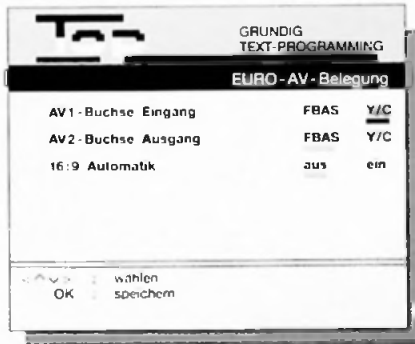 GRUNDIG
TEXT-PROGRAMMING
EURO-AV-Belegung
AV1-Buchse Eingang FBAS Y/C
AV2-Buchse Ausgang FBAS Y/C
16:9 Automatik aus ein
wählen
OK : speichern